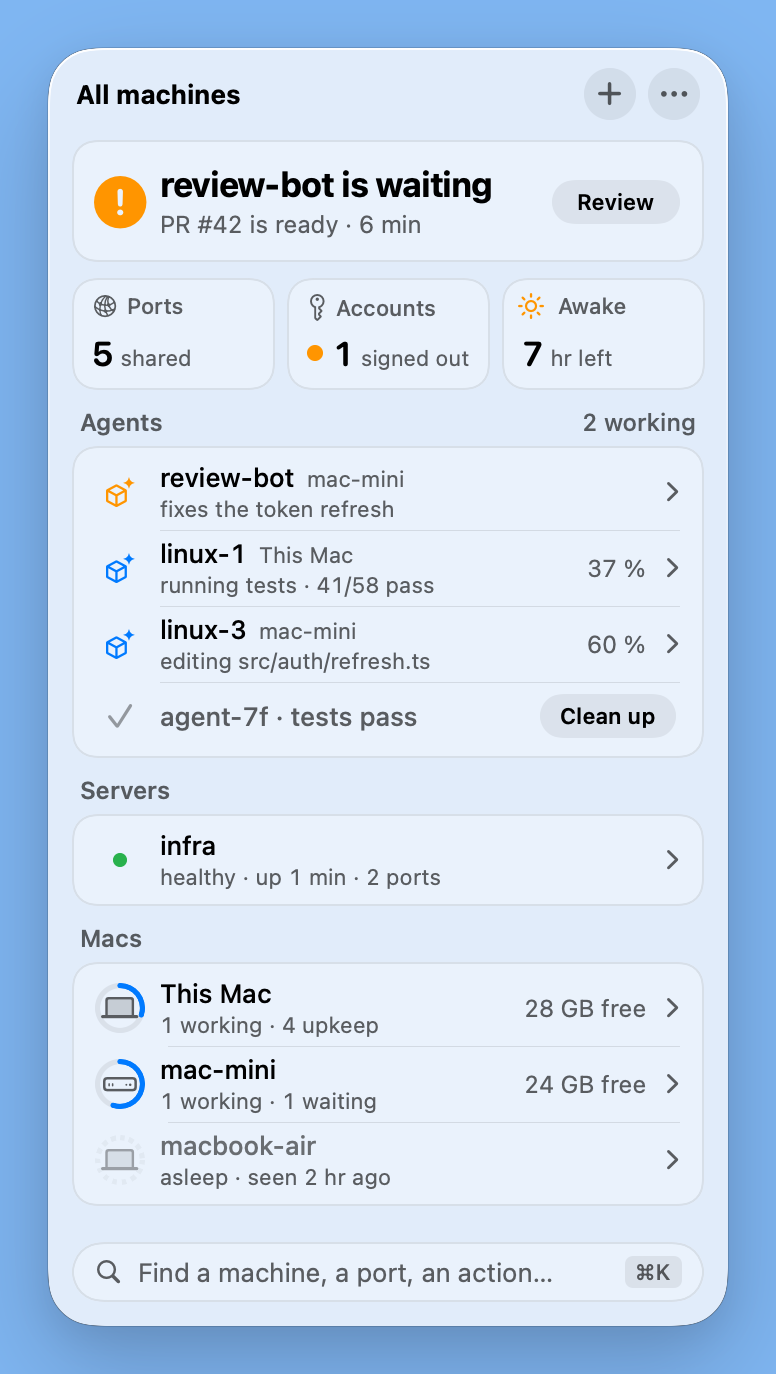 All machines
review-bot is waiting
PR #42 is ready · 6 min
Review
Ports
5 shared
Accounts
1 signed out
Awake
7 hr left
Agents
2 working
review-bot mac-mini
fixes the token refresh
linux-1 This Mac
running tests · 41/58 pass
37 %
linux-3 mac-mini
editing src/auth/refresh.ts
60 %
agent-7f · tests pass
Clean up
Servers
infra
healthy · up 1 min · 2 ports
Macs
This Mac
1 working · 4 upkeep
28 GB free
mac-mini
1 working · 1 waiting
24 GB free
macbook-air
asleep · seen 2 hr ago
Find a machine, a port, an action...
⌘K